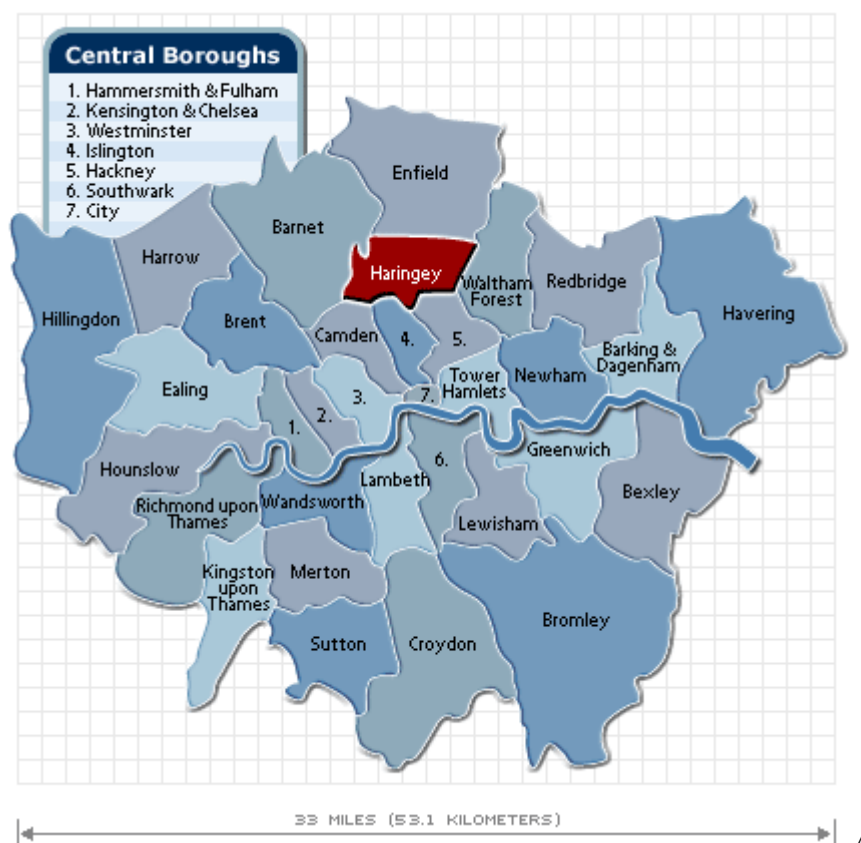 Central Boroughs
1. Hammersmith & Fulham
2. Kensington & Chelsea
3. Westminster
4. Islington
5. Hackney
6. Southwark
7. City
Enfield
Barnet
Harrow
Haringey
Waltham
Forest
Redbridge
Havering
Hillingdon
Brent
Camden
4.
5.
Barking &
Dagenham
Ealing
3.
2.
1.
7.
Tower
Hamlets
Newham
Hounslow
Richmond upon
Thames
Wandsworth
Lambeth
6.
Greenwich
Lewisham
Bexley
Kingston
upon
Thames
Merton
Sutton
Croydon
Bromley
33 MILES (53.1 KILOMETERS)